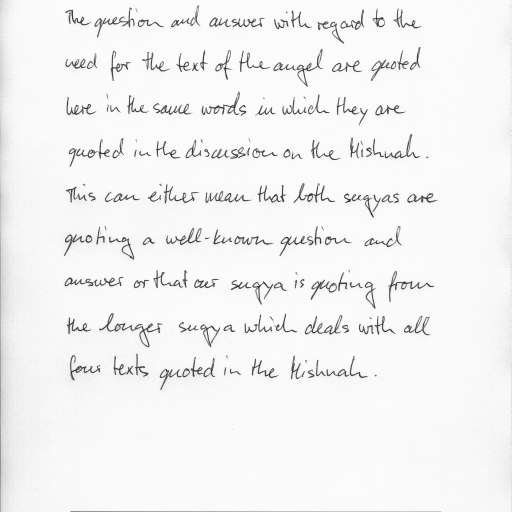 The question and answer with regard to the
need for the text of the angel are quoted
here in the same words in which they are
quoted in the discussion on the Mishnah.
This can either mean that both sugyas are
quoting a well-known question and
answer or that our sugya is quoting from
the longer sugya which deals with all
four texts quoted in the Mishnah.